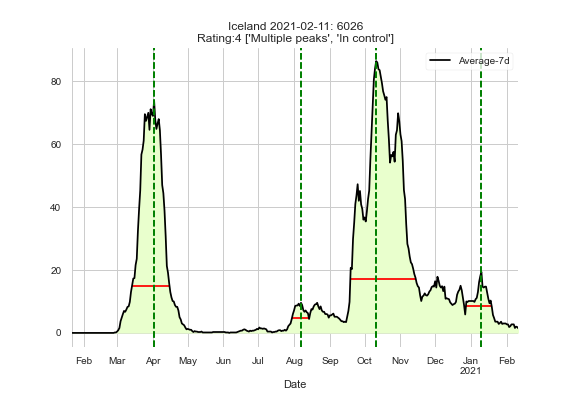 Iceland 2021-02-11: 6026
Rating:4 ['Multiple peaks', 'In control']
Average-7d
80
60
40
20
0
Feb Mar Apr May Jun Jul Aug Sep Oct Nov Dec Jan Feb
2021
Date